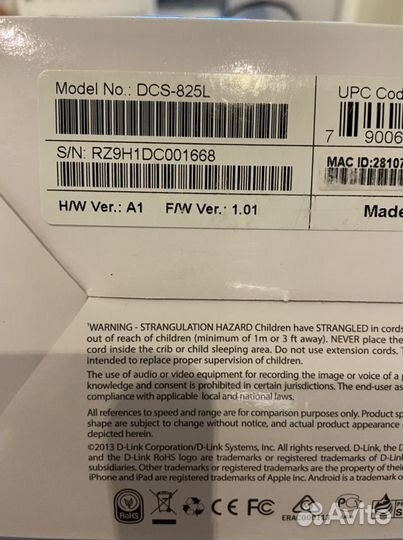 Model No.: DCS-825L
UPC Cod
S/N: RZ9H1DC001668
7 9006
MAC ID:28107
H/W Ver.: A1 F/W Ver.: 1.01
Made
¹WARNING - STRANGULATION HAZARD Children have STRANGLED in cords
out of reach of children (minimum of 1m or 3 ft away). NEVER place the
cord inside the crib or child sleeping area. Do not use extension cords. T
intended to replace proper supervision of children.
The use of audio or video equipment for recording the image or voice of a p
knowledge and consent is prohibited in certain jurisdictions. The end-user as
compliance with applicable local and national laws.
All references to speed and range are for comparison purposes only. Product sp
shape are subject to change without notice, and actual product appearance
depicted herein.
©2013 D-Link Corporation/D-Link Systems, Inc. All rights reserved. D-Link, the D
and the D-Link RoHS logo are trademarks or registered trademarks of D-Link
subsidiaries. Other trademarks or registered trademarks are the property of their
iPhone and iPad are registered trademarks of Apple Inc. Android is a trademark o
RoHS CE FC
Avito